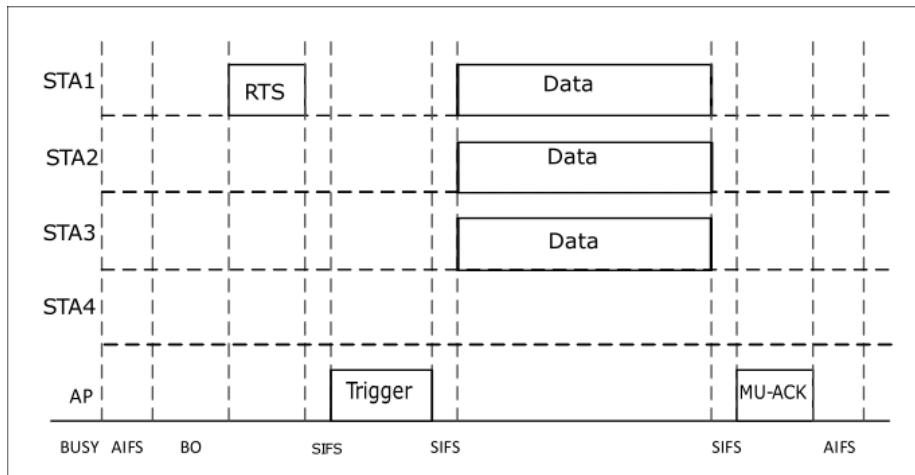 STA1 RTS Data
STA2 Data
STA3 Data
STA4
AP Trigger MU-ACK
BUSY AIFS BO SIFS SIFS SIFS AIFS